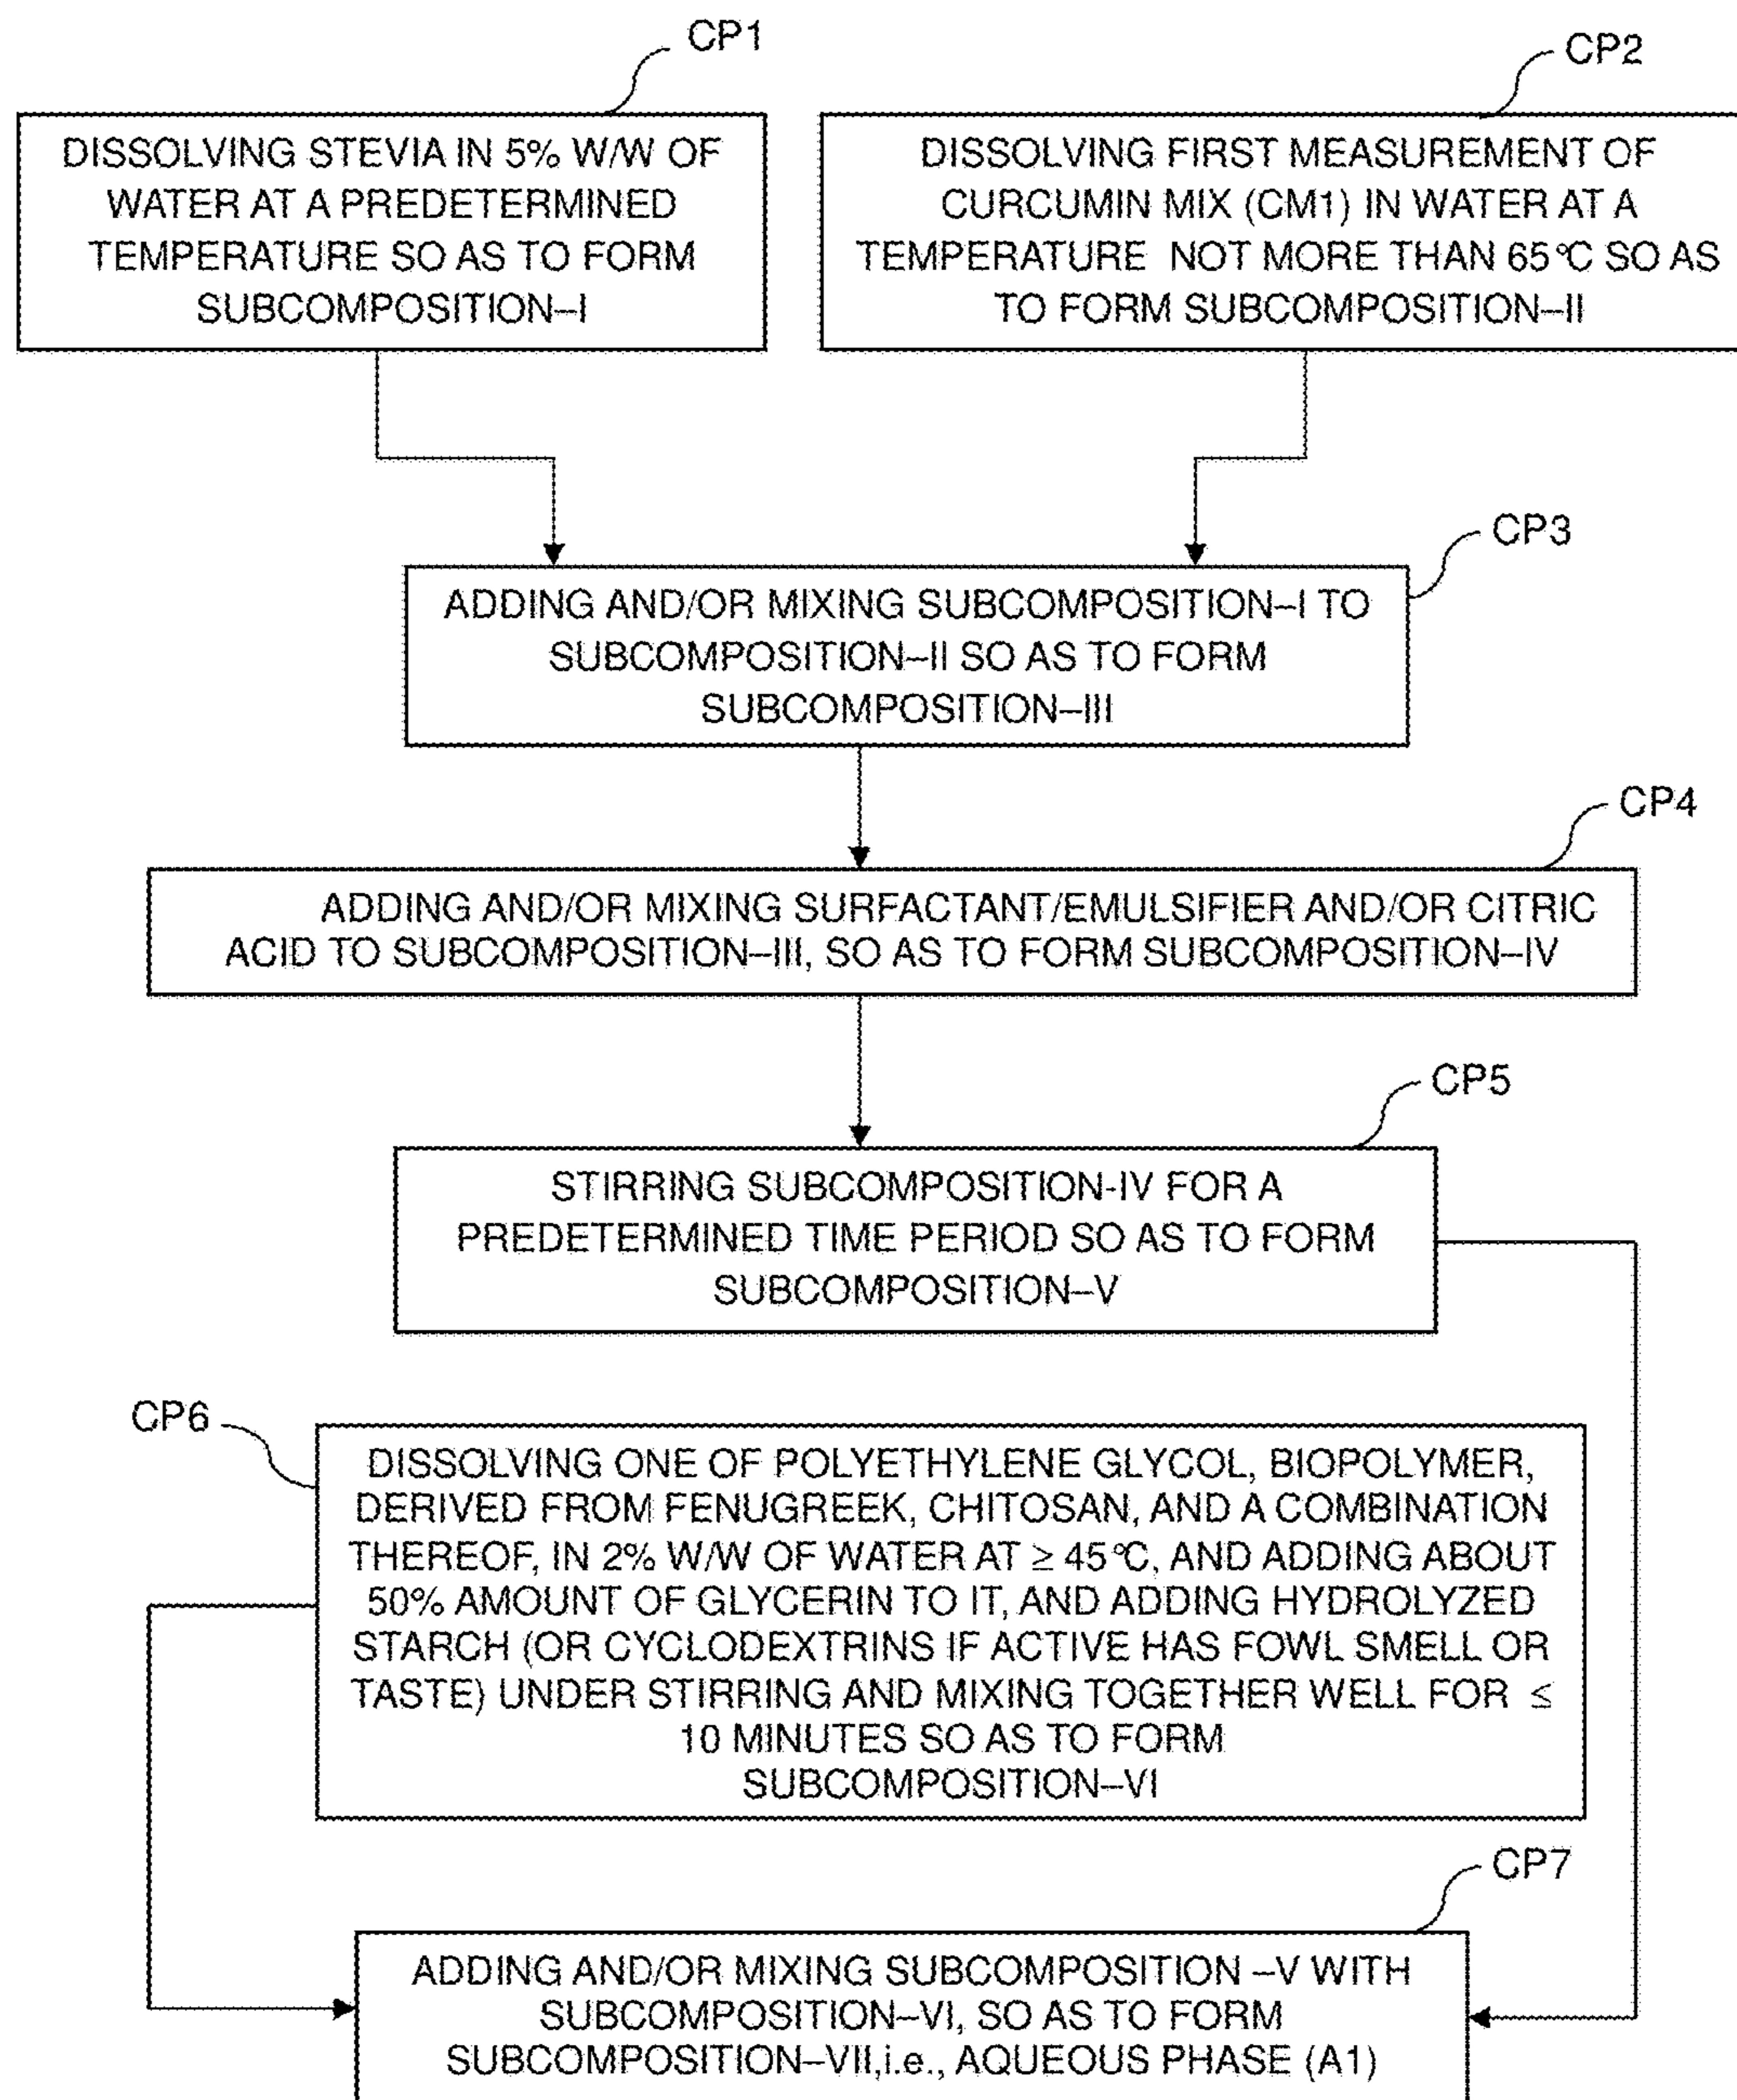 CP1
CP2
DISSOLVING STEVIA IN 5% W/W OF
WATER AT A PREDETERMINED
TEMPERATURE SO AS TO FORM
SUBCOMPOSITION–I
DISSOLVING FIRST MEASUREMENT OF
CURCUMIN MIX (CM1) IN WATER AT A
TEMPERATURE NOT MORE THAN 65°C SO AS
TO FORM SUBCOMPOSITION–II
CP3
ADDING AND/OR MIXING SUBCOMPOSITION–I TO
SUBCOMPOSITION–II SO AS TO FORM
SUBCOMPOSITION–III
CP4
ADDING AND/OR MIXING SURFACTANT/EMULSIFIER AND/OR CITRIC
ACID TO SUBCOMPOSITION–III, SO AS TO FORM SUBCOMPOSITION–IV
CP5
STIRRING SUBCOMPOSITION-IV FOR A
PREDETERMINED TIME PERIOD SO AS TO FORM
SUBCOMPOSITION–V
CP6
DISSOLVING ONE OF POLYETHYLENE GLYCOL, BIOPOLYMER,
DERIVED FROM FENUGREEK, CHITOSAN, AND A COMBINATION
THEREOF, IN 2% W/W OF WATER AT ≥ 45°C, AND ADDING ABOUT
50% AMOUNT OF GLYCERIN TO IT, AND ADDING HYDROLYZED
STARCH (OR CYCLODEXTRINS IF ACTIVE HAS FOWL SMELL OR
TASTE) UNDER STIRRING AND MIXING TOGETHER WELL FOR ≤
10 MINUTES SO AS TO FORM
SUBCOMPOSITION–VI
CP7
ADDING AND/OR MIXING SUBCOMPOSITION –V WITH
SUBCOMPOSITION–VI, SO AS TO FORM
SUBCOMPOSITION–VII,i.e., AQUEOUS PHASE (A1)